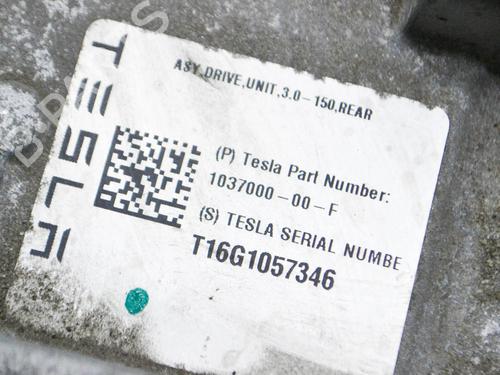 TESLA
ASY,DRIVE,UNIT,3.0-150,REAR
(P) Tesla Part Number:
1037000-00-F
(S) TESLA SERIAL NUMBE
T16G1057346